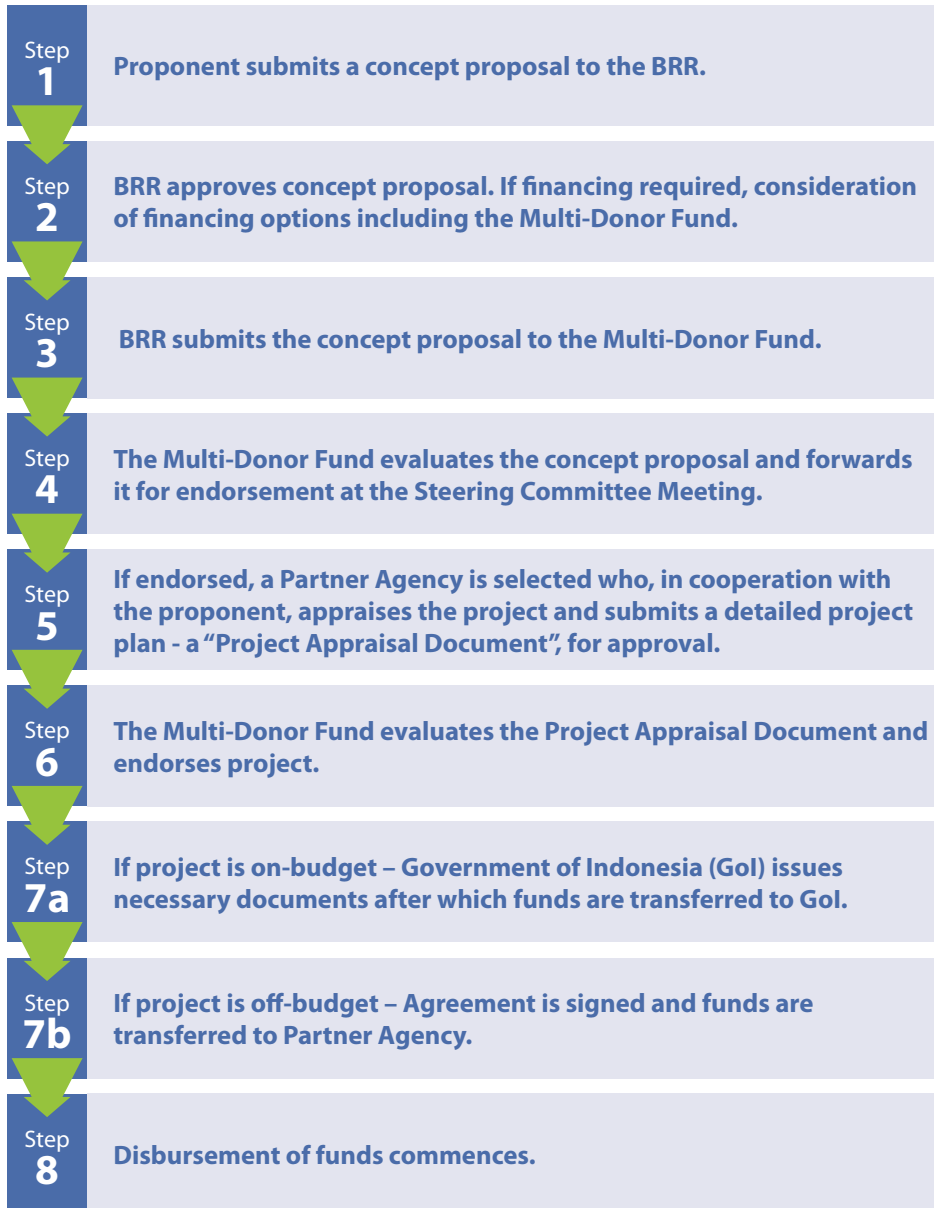 Step
1
Proponent submits a concept proposal to the BRR.
Step
2
BRR approves concept proposal. If financing required, consideration
of financing options including the Multi-Donor Fund.
Step
3
BRR submits the concept proposal to the Multi-Donor Fund.
Step
4
The Multi-Donor Fund evaluates the concept proposal and forwards
it for endorsement at the Steering Committee Meeting.
Step
5
If endorsed, a Partner Agency is selected who, in cooperation with
the proponent, appraises the project and submits a detailed project
plan - a “Project Appraisal Document”, for approval.
Step
6
The Multi-Donor Fund evaluates the Project Appraisal Document and
endorses project.
Step
7a
If project is on-budget – Government of Indonesia (GoI) issues
necessary documents after which funds are transferred to GoI.
Step
7b
If project is off-budget – Agreement is signed and funds are
transferred to Partner Agency.
Step
8
Disbursement of funds commences.